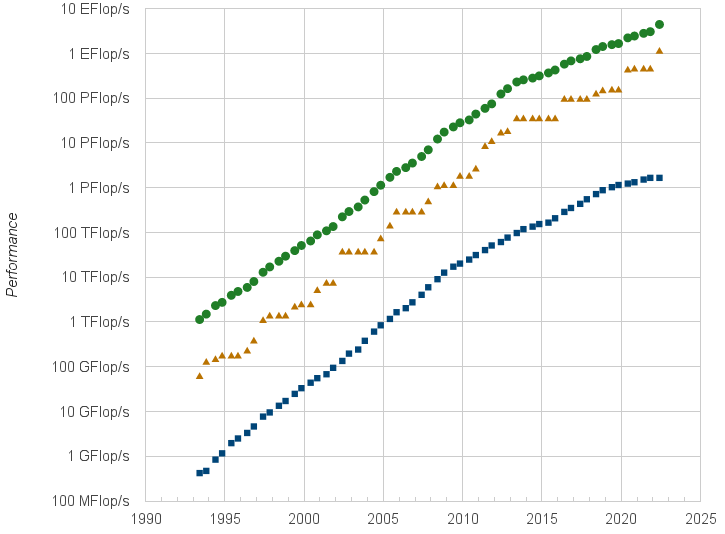 10 EFlop/s
1 EFlop/s
100 PFlop/s
10 PFlop/s
1 PFlop/s
100 TFlop/s
10 TFlop/s
1 TFlop/s
100 GFlop/s
10 GFlop/s
1 GFlop/s
100 MFlop/s
Performance
1990 1995 2000 2005 2010 2015 2020 2025